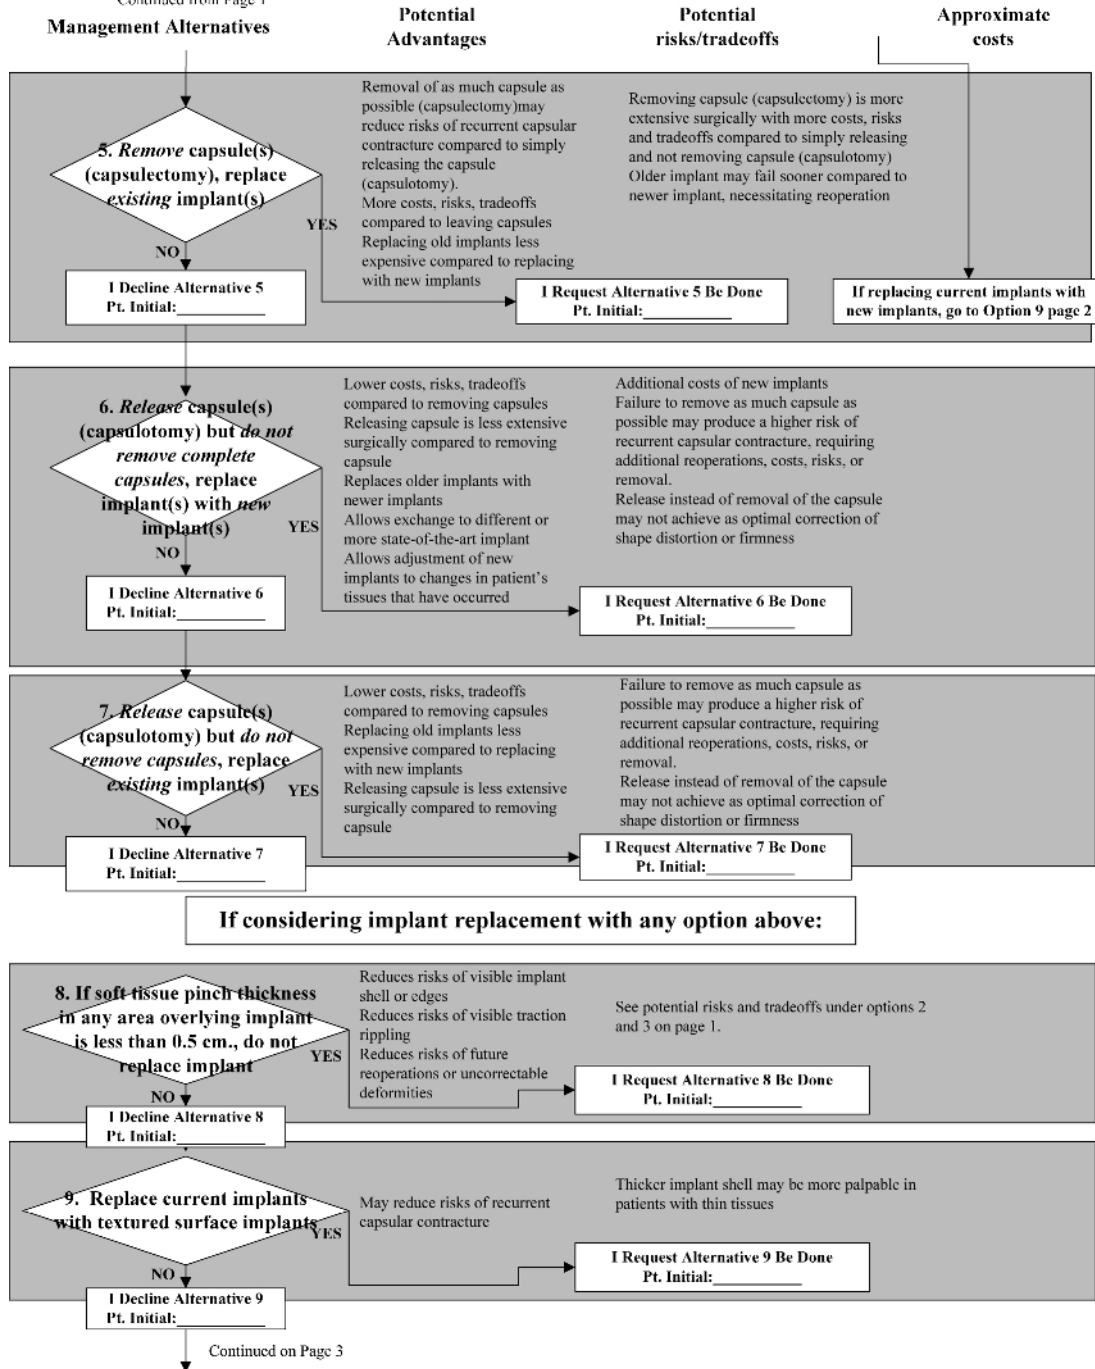 Continued from Page 1
Management Alternatives
Potential
Advantages
Potential
risks/tradeoffs
Approximate
costs
5. Remove capsule(s)
(capsulectomy), replace
existing implant(s)
YES
NO
Removal of as much capsule as
possible (capsulectomy)may
reduce risks of recurrent capsular
contracture compared to simply
releasing the capsule
(capsulotomy).
More costs, risks, tradeoffs
compared to leaving capsules
Replacing old implants less
expensive compared to replacing
with new implants
Removing capsule (capsulectomy) is more
extensive surgically with more costs, risks
and tradeoffs compared to simply releasing
and not removing capsule (capsulotomy)
Older implant may fail sooner compared to
newer implant, necessitating reoperation
I Decline Alternative 5
Pt. Initial:____________
I Request Alternative 5 Be Done
Pt. Initial:____________
If replacing current implants with
new implants, go to Option 9 page 2
6. Release capsule(s)
(capsulotomy) but do not
remove complete
capsules, replace
implant(s) with new
implant(s)
YES
NO
Lower costs, risks, tradeoffs
compared to removing capsules
Releasing capsule is less extensive
surgically compared to removing
capsule
Replaces older implants with
newer implants
Allows exchange to different or
more state-of-the-art implant
Allows adjustment of new
implants to changes in patient's
tissues that have occurred
Additional costs of new implants
Failure to remove as much capsule as
possible may produce a higher risk of
recurrent capsular contracture, requiring
additional reoperations, costs, risks, or
removal.
Release instead of removal of the capsule
may not achieve as optimal correction of
shape distortion or firmness
I Decline Alternative 6
Pt. Initial:____________
I Request Alternative 6 Be Done
Pt. Initial:____________
7. Release capsule(s)
(capsulotomy) but do not
remove capsules, replace
existing implant(s)
YES
NO
Lower costs, risks, tradeoffs
compared to removing capsules
Replacing old implants less
expensive compared to replacing
with new implants
Releasing capsule is less extensive
surgically compared to removing
capsule
Failure to remove as much capsule as
possible may produce a higher risk of
recurrent capsular contracture, requiring
additional reoperations, costs, risks, or
removal.
Release instead of removal of the capsule
may not achieve as optimal correction of
shape distortion or firmness
I Decline Alternative 7
Pt. Initial:____________
I Request Alternative 7 Be Done
Pt. Initial:____________
If considering implant replacement with any option above:
8. If soft tissue pinch thickness
in any area overlying implant
is less than 0.5 cm., do not
replace implant
YES
NO
Reduces risks of visible implant
shell or edges
Reduces risks of visible traction
rippling
Reduces risks of future
reoperations or uncorrectable
deformities
See potential risks and tradeoffs under options 2
and 3 on page 1.
I Decline Alternative 8
Pt. Initial:____________
I Request Alternative 8 Be Done
Pt. Initial:____________
9. Replace current implants
with textured surface implants
YES
NO
May reduce risks of recurrent
capsular contracture
Thicker implant shell may be more palpable in
patients with thin tissues
I Decline Alternative 9
Pt. Initial:____________
I Request Alternative 9 Be Done
Pt. Initial:____________
Continued on Page 3